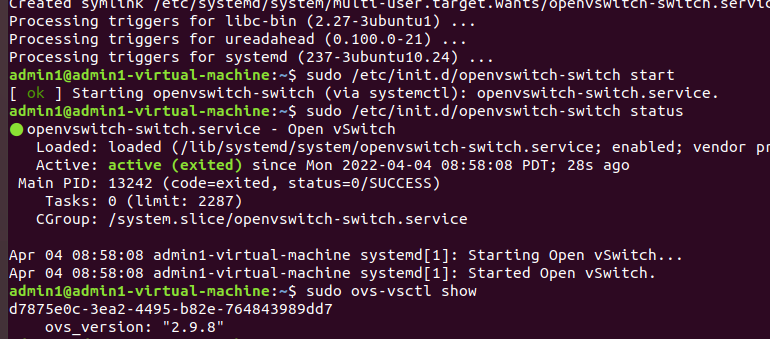 Created symlink /etc/systemd/system/multi-user.target.wants/openvswitch-switch.servic
Processing triggers for libc-bin (2.27-3ubuntu1) ...
Processing triggers for ureadahead (0.100.0-21) ...
Processing triggers for systemd (237-3ubuntu10.24) ...
admin1@admin1-virtual-machine:~$ sudo /etc/init.d/openvswitch-switch start
[ ok ] Starting openvswitch-switch (via systemctl): openvswitch-switch.service.
admin1@admin1-virtual-machine:~$ sudo /etc/init.d/openvswitch-switch status
● openvswitch-switch.service - Open vSwitch
   Loaded: loaded (/lib/systemd/system/openvswitch-switch.service; enabled; vendor pr
   Active: active (exited) since Mon 2022-04-04 08:58:08 PDT; 28s ago
 Main PID: 13242 (code=exited, status=0/SUCCESS)
    Tasks: 0 (limit: 2287)
   CGroup: /system.slice/openvswitch-switch.service

Apr 04 08:58:08 admin1-virtual-machine systemd[1]: Starting Open vSwitch...
Apr 04 08:58:08 admin1-virtual-machine systemd[1]: Started Open vSwitch.
admin1@admin1-virtual-machine:~$ sudo ovs-vsctl show
d7875e0c-3ea2-4495-b82e-764843989dd7
    ovs_version: "2.9.8"